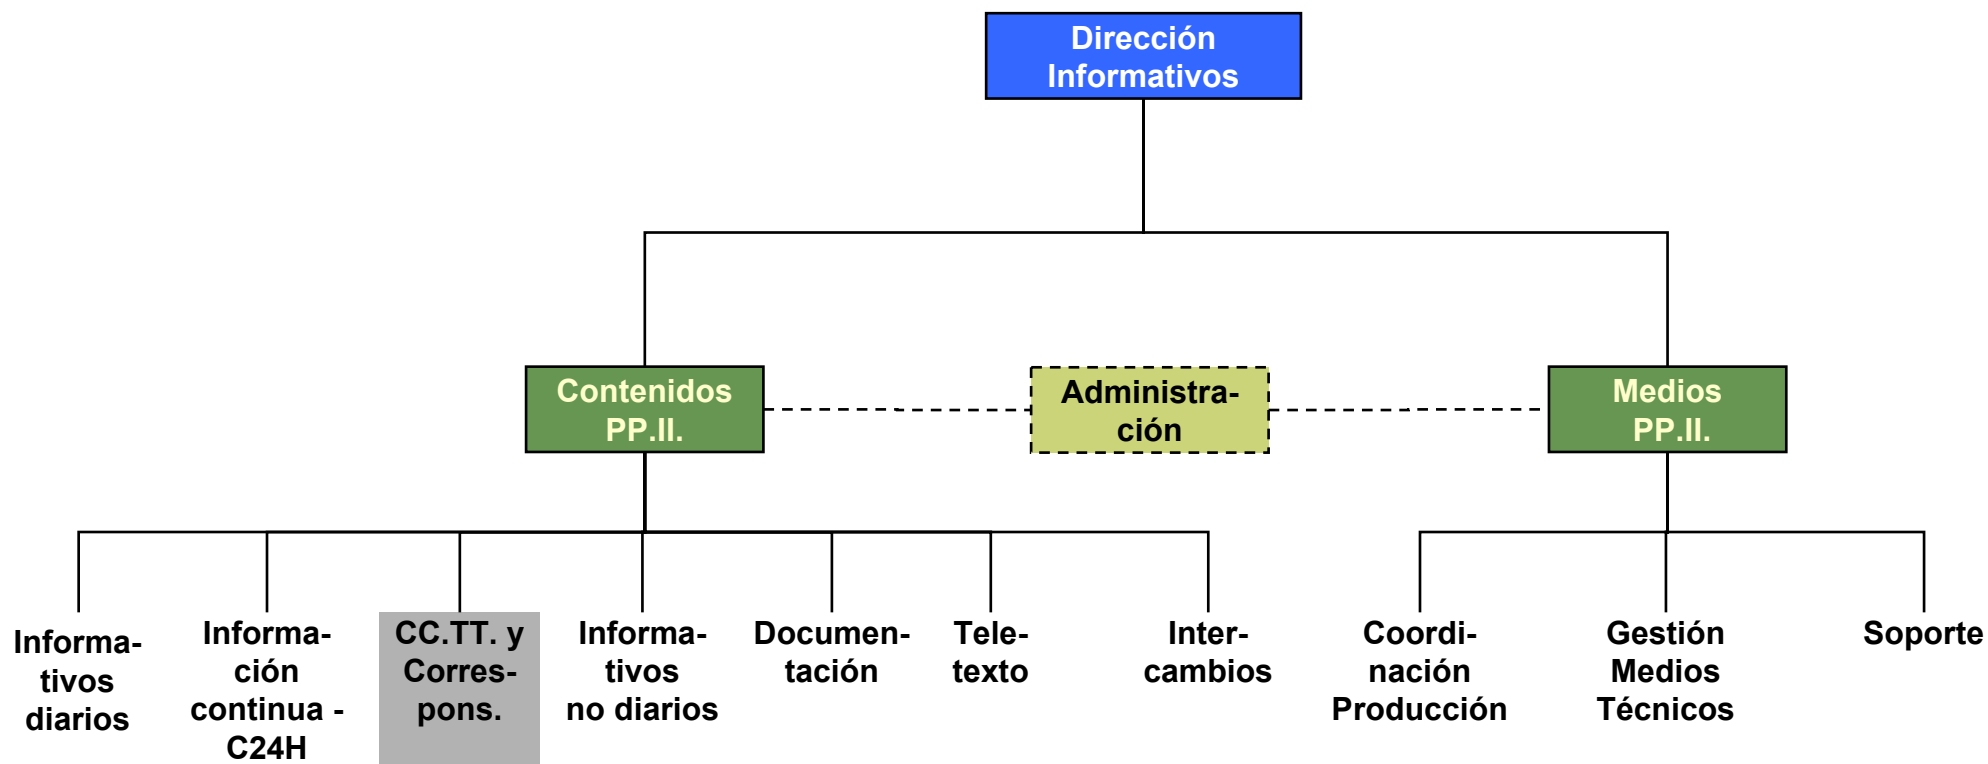 Dirección
Informativos
Contenidos
PP.II.
Administra-
ción
Medios
PP.II.
Informa-
tivos
diarios
Informa-
ción
continua -
C24H
CC.TT. y
Corres-
pons.
Informa-
tivos
no diarios
Documen-
tación
Tele-
texto
Inter-
cambios
Coordi-
nación
Producción
Gestión
Medios
Técnicos
Soporte